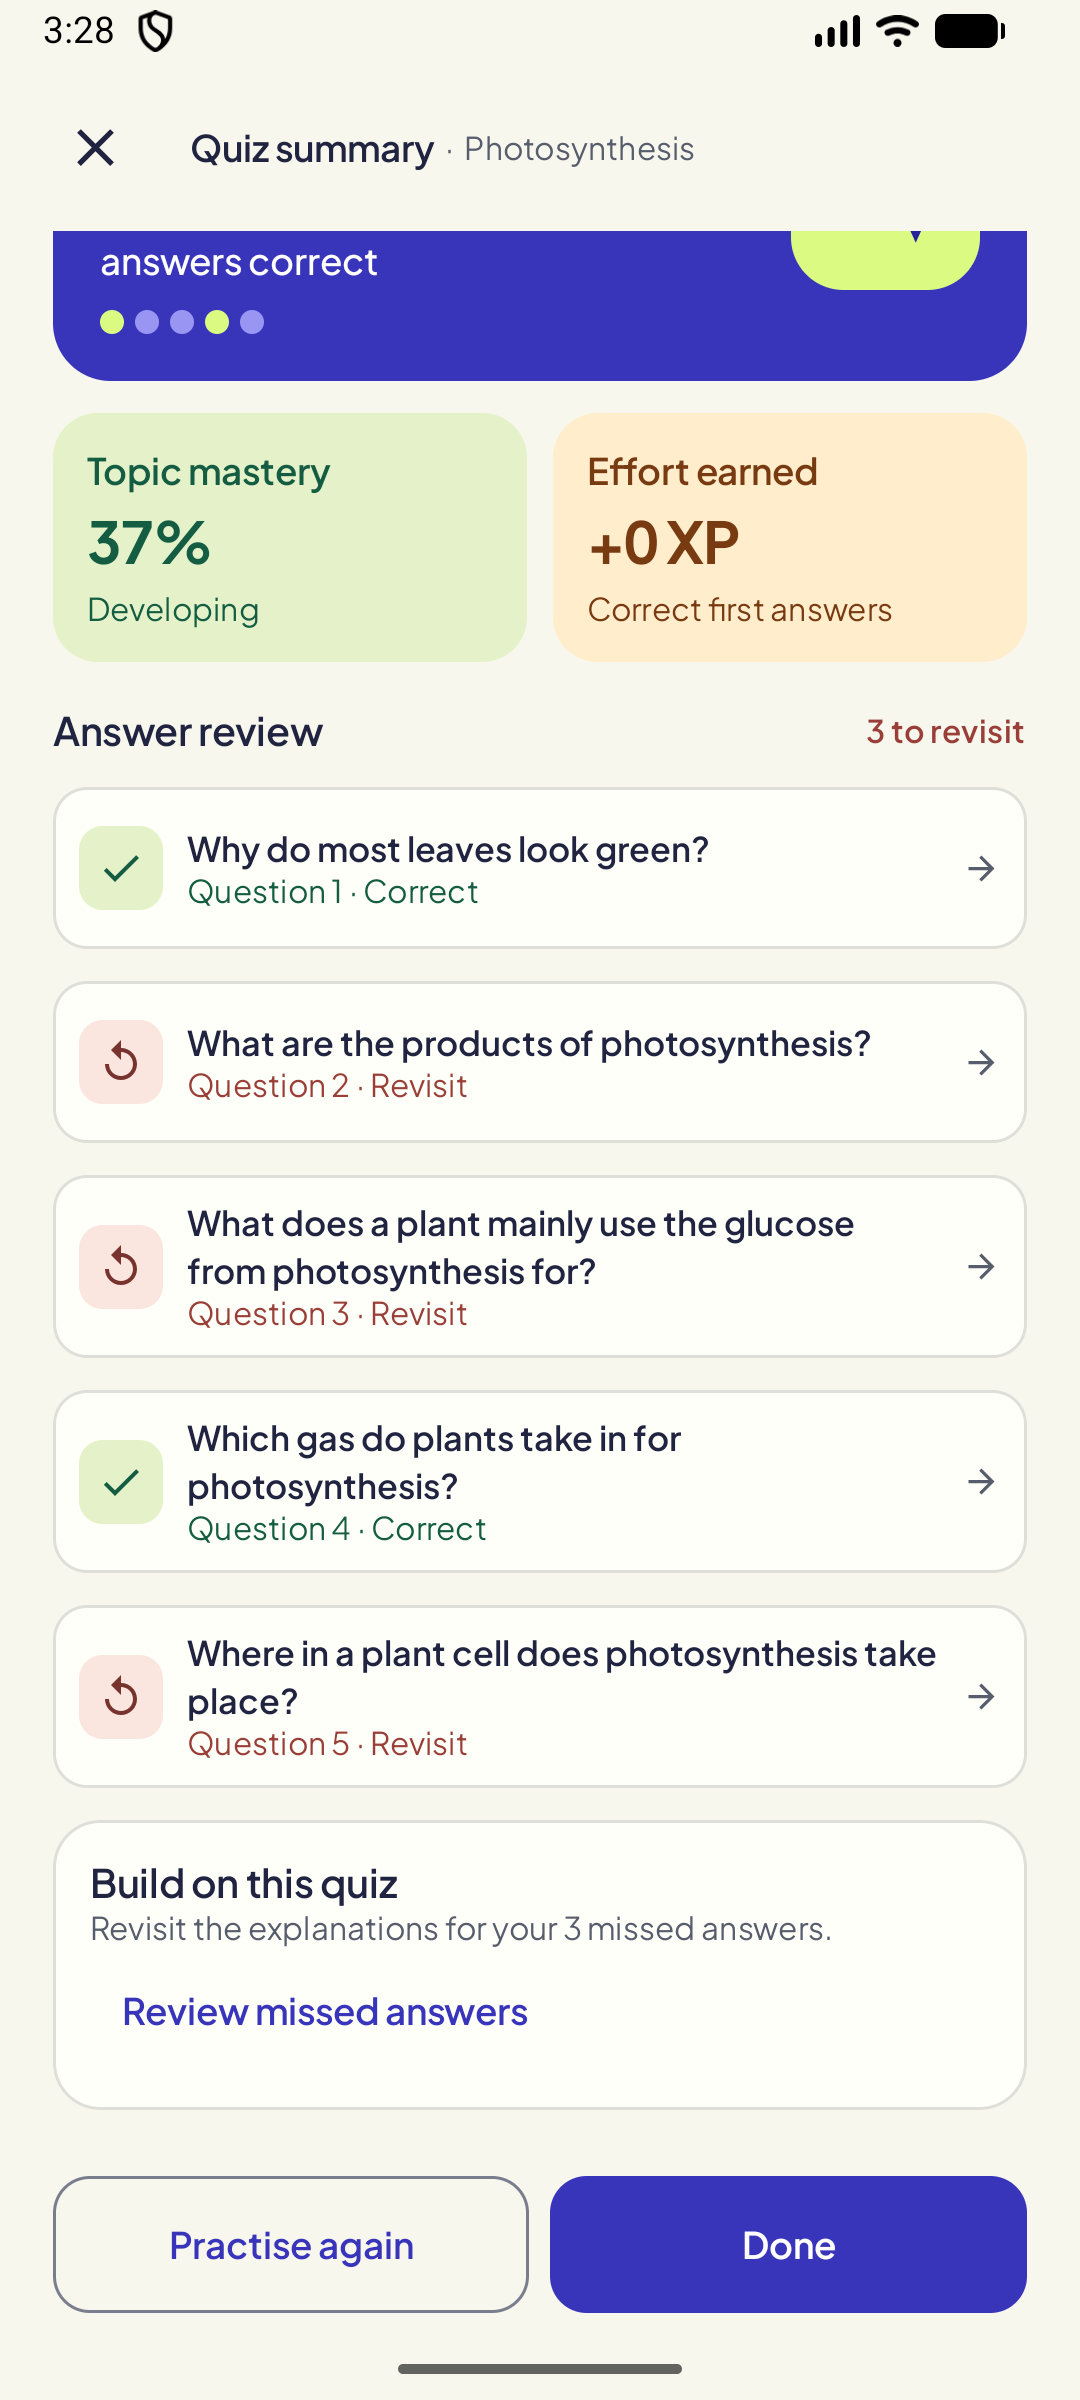 3:28
Quiz summary · Photosynthesis
answers correct
Topic mastery
37%
Developing
Effort earned
+0 XP
Correct first answers
Answer review
3 to revisit
Why do most leaves look green?
Question 1 · Correct
What are the products of photosynthesis?
Question 2 · Revisit
What does a plant mainly use the glucose
from photosynthesis for?
Question 3 · Revisit
Which gas do plants take in for
photosynthesis?
Question 4 · Correct
Where in a plant cell does photosynthesis take
place?
Question 5 · Revisit
Build on this quiz
Revisit the explanations for your 3 missed answers.
Review missed answers
Practise again
Done